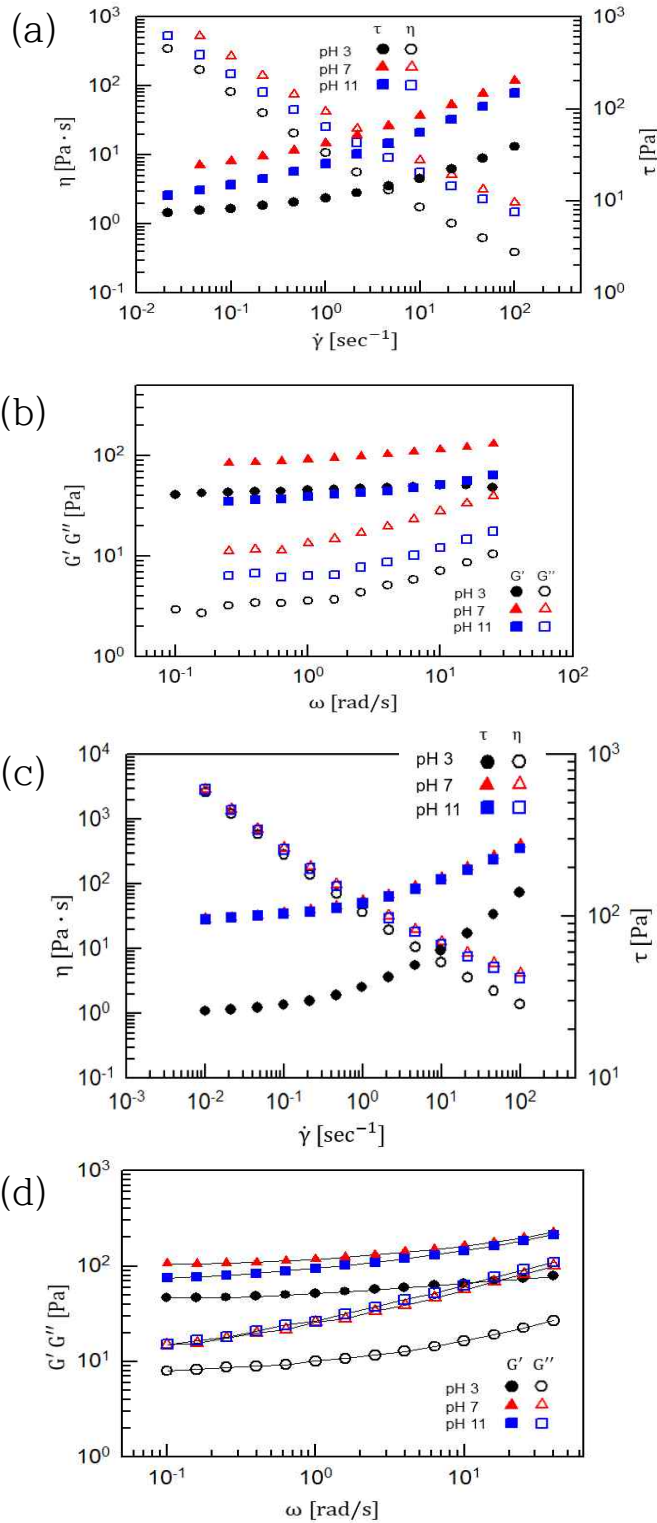 (a)
10³
10²
10¹
10⁰
10⁻¹
η [Pa · s]
τ η
pH 3
pH 7
pH 11
10³
10²
10¹
10⁰
τ [Pa]
10⁻² 10⁻¹ 10⁰ 10¹ 10²
γ̇ [sec⁻¹]
(b)
10²
10¹
10⁰
G′ G″ [Pa]
G′ G″
pH 3
pH 7
pH 11
10⁻¹ 10⁰ 10¹ 10²
ω [rad/s]
(c)
10⁴
10³
10²
10¹
10⁰
10⁻¹
η [Pa · s]
τ η
pH 3
pH 7
pH 11
10³
10²
10¹
τ [Pa]
10⁻³ 10⁻² 10⁻¹ 10⁰ 10¹ 10²
γ̇ [sec⁻¹]
(d)
10³
10²
10¹
10⁰
G′ G″ [Pa]
G′ G″
pH 3
pH 7
pH 11
10⁻¹ 10⁰ 10¹
ω [rad/s]